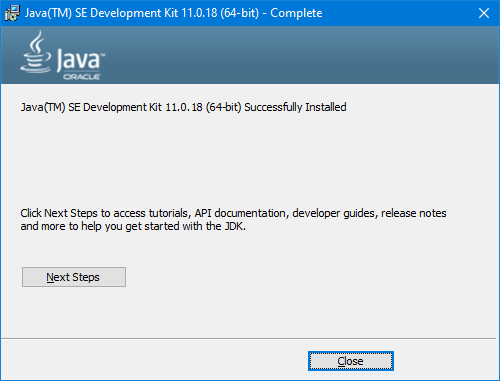 Java(TM) SE Development Kit 11.0.18 (64-bit) - Complete
Java™
ORACLE
Java(TM) SE Development Kit 11.0.18 (64-bit) Successfully Installed
Click Next Steps to access tutorials, API documentation, developer guides, release notes
and more to help you get started with the JDK.
Next Steps
Close